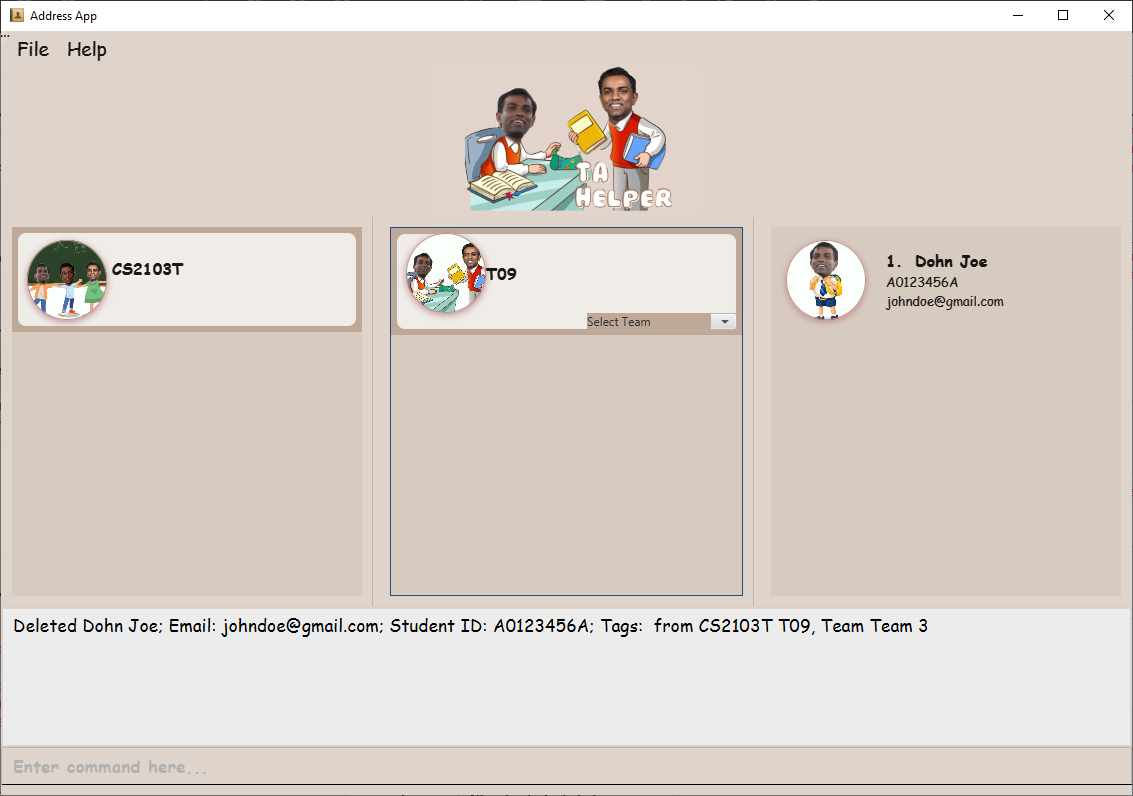 Address App
...
File Help
TA
HELPER
CS2103T
T09
Select Team
1. Dohn Joe
A0123456A
johndoe@gmail.com
Deleted Dohn Joe; Email: johndoe@gmail.com; Student ID: A0123456A; Tags:  from CS2103T T09, Team Team 3
Enter command here...